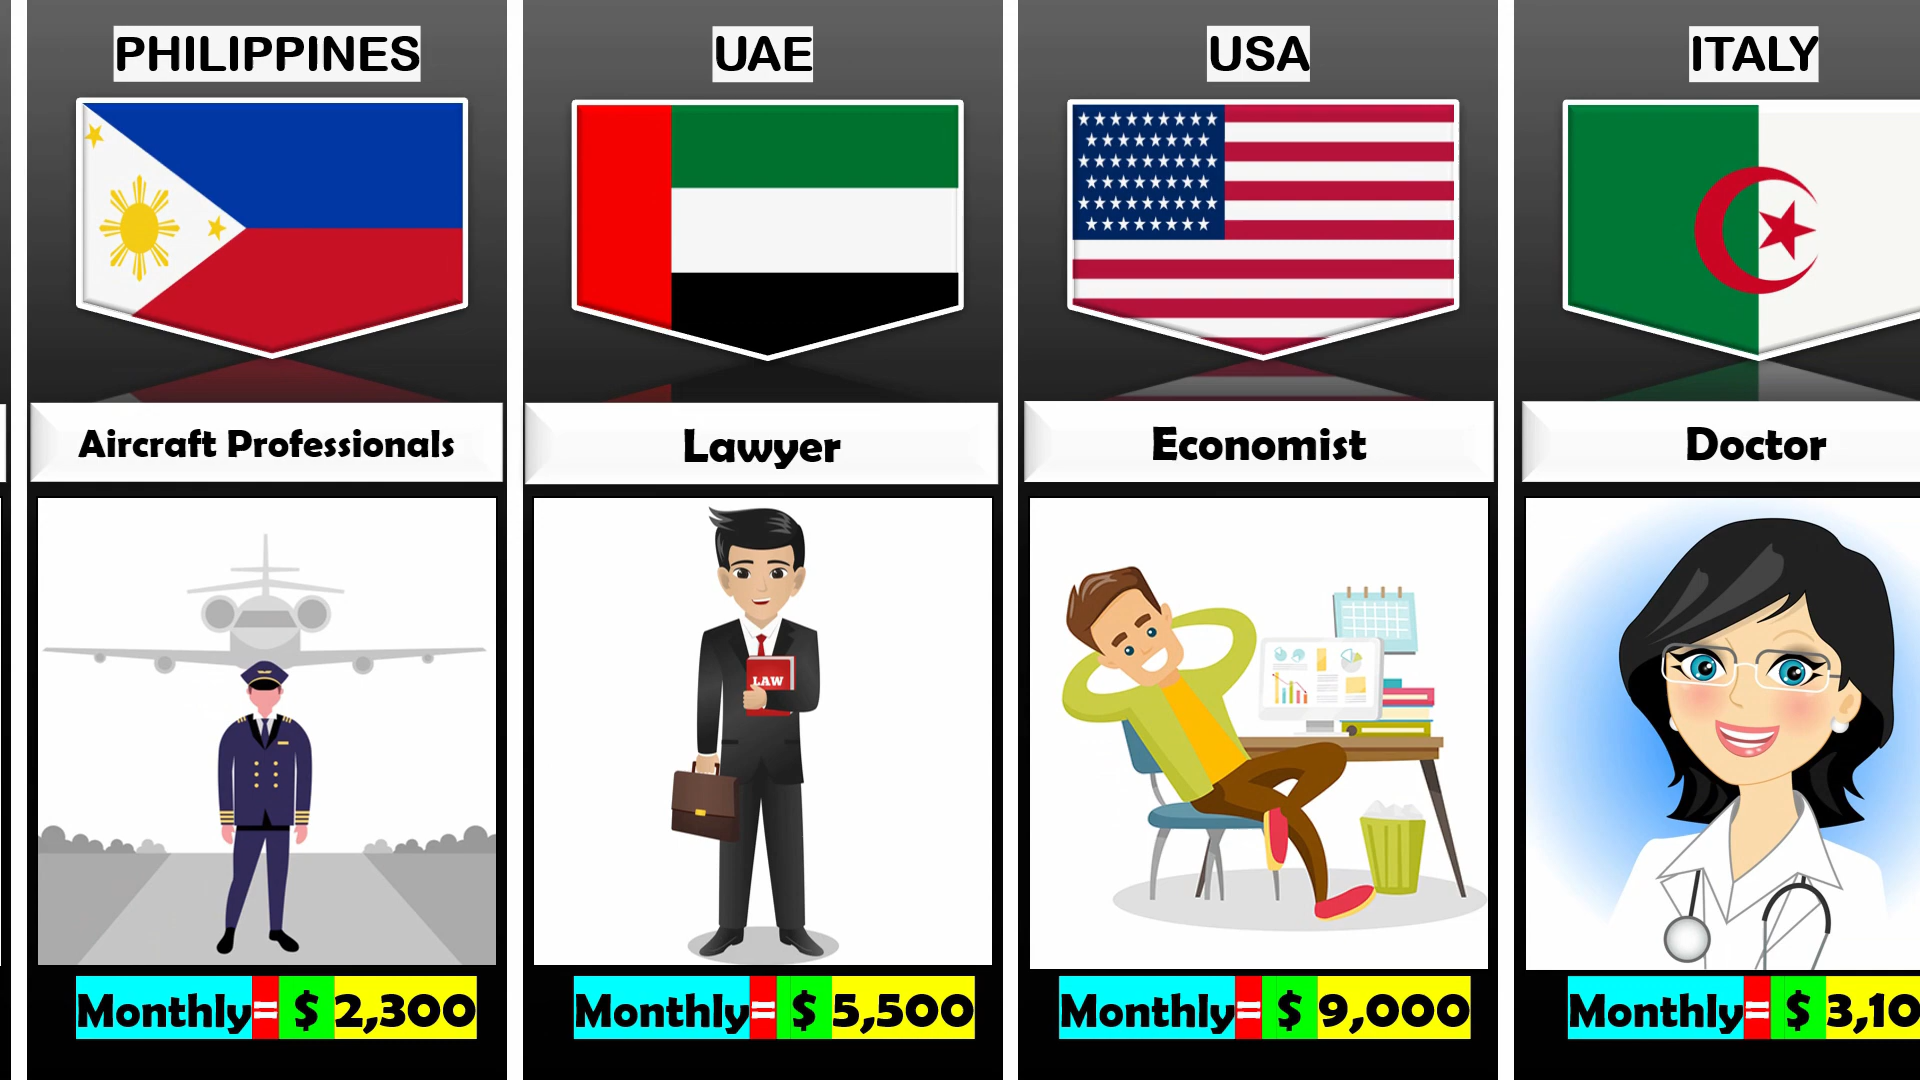 PHILIPPINES
Aircraft Professionals
Monthly= $ 2,300
UAE
Lawyer
LAW
Monthly= $ 5,500
USA
Economist
Monthly= $ 9,000
ITALY
Doctor
Monthly= $ 3,10